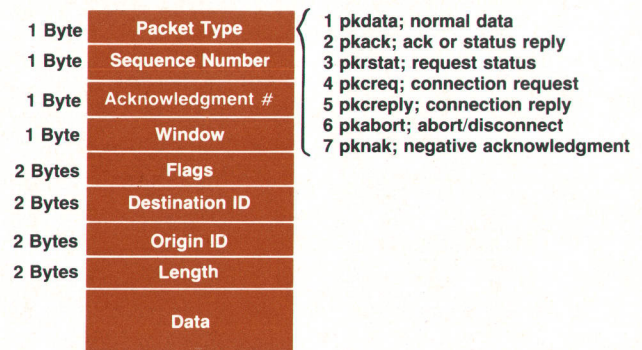 1 Byte Packet Type
1 Byte Sequence Number
1 Byte Acknowledgment #
1 Byte Window
2 Bytes Flags
2 Bytes Destination ID
2 Bytes Origin ID
2 Bytes Length
Data
1 pkdata; normal data
2 pkack; ack or status reply
3 pkrstat; request status
4 pkcreq; connection request
5 pkcreply; connection reply
6 pkabort; abort/disconnect
7 pknak; negative acknowledgment